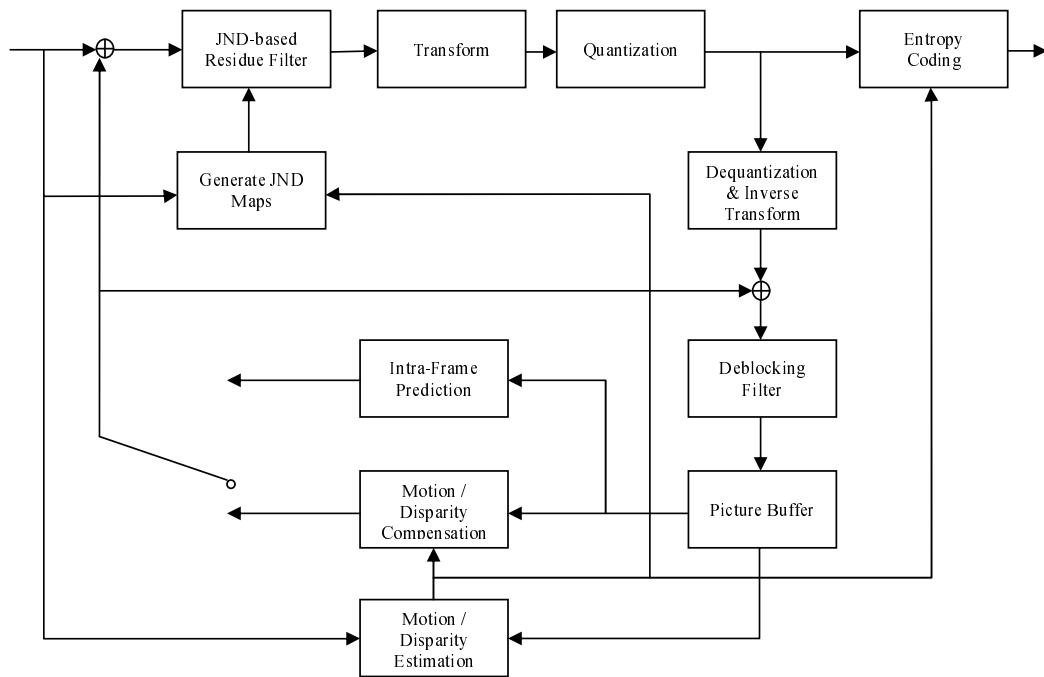 JND-based
Residue Filter
Transform
Quantization
Entropy
Coding
Generate JND
Maps
Dequantization
& Inverse
Transform
Intra-Frame
Prediction
Deblocking
Filter
Motion /
Disparity
Compensation
Picture Buffer
Motion /
Disparity
Estimation